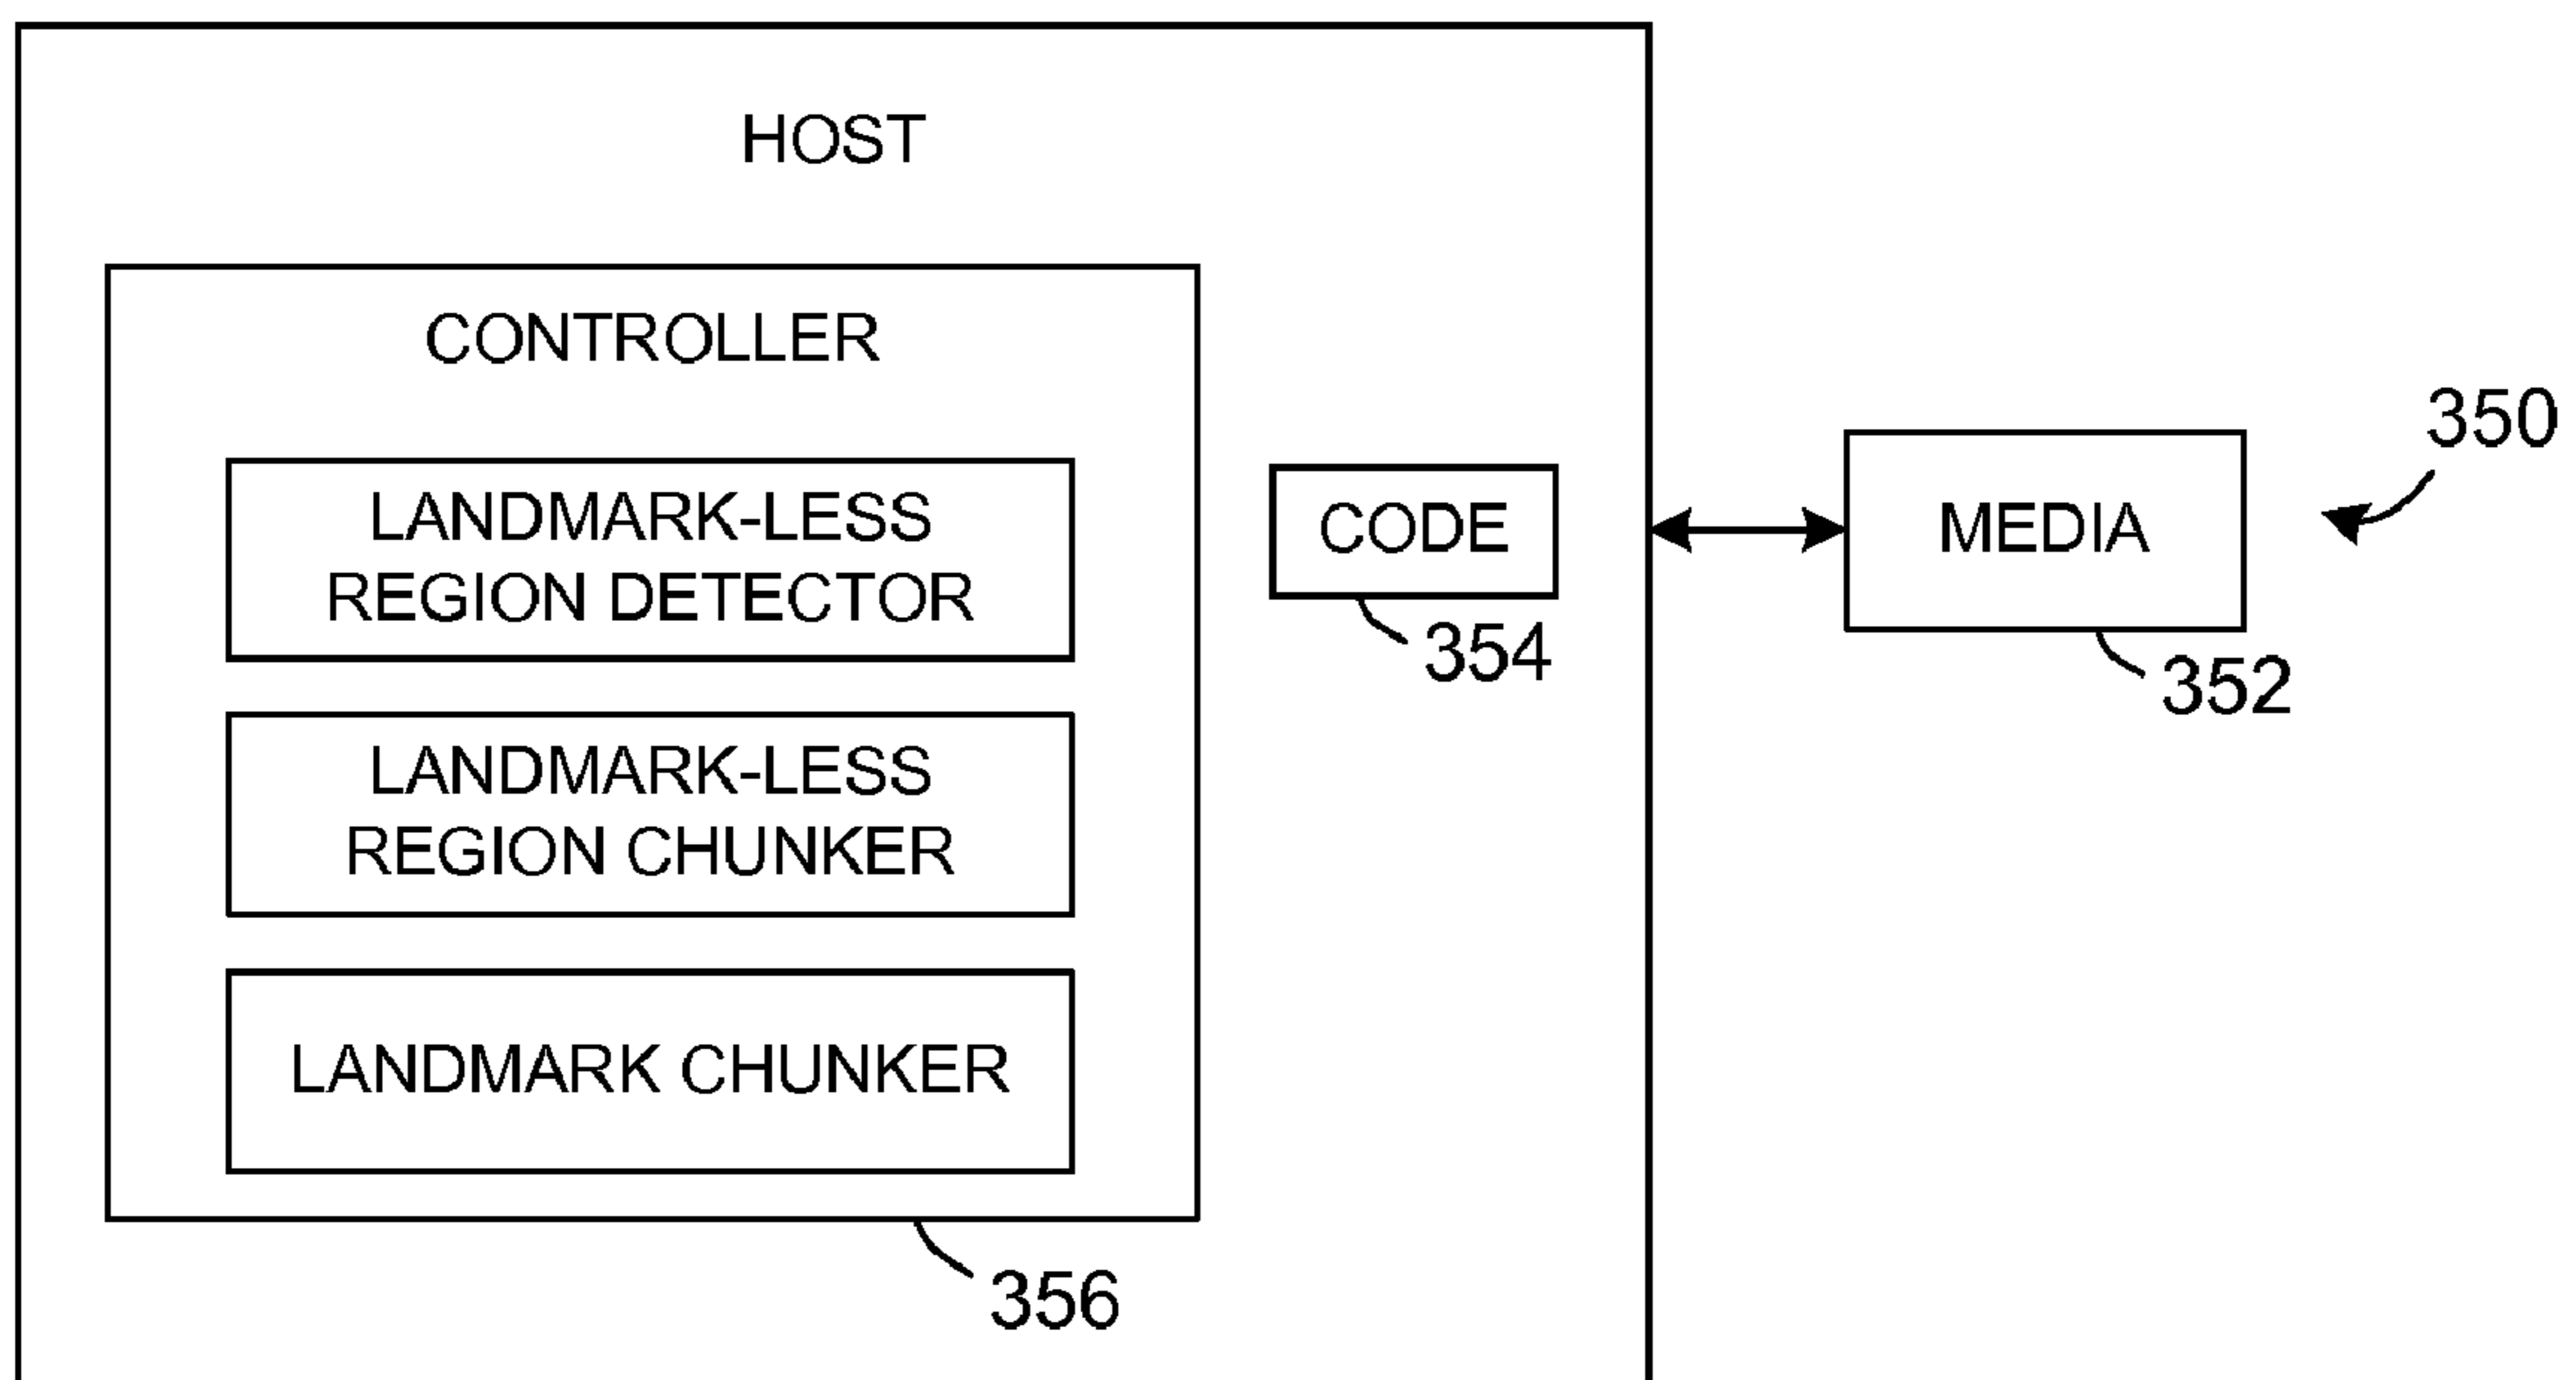 HOST
CONTROLLER
LANDMARK-LESS
REGION DETECTOR
LANDMARK-LESS
REGION CHUNKER
LANDMARK CHUNKER
356
CODE
354
MEDIA
352
350